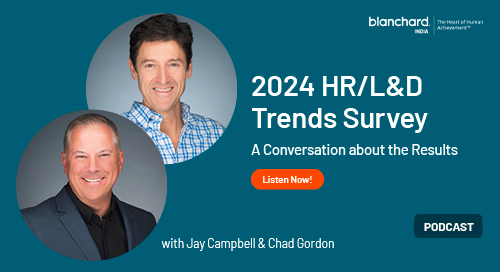 blanchard.
INDIA
The Heart of Human
Achievement™
2024 HR/L&D
Trends Survey
A Conversation about the Results
Listen Now!
PODCAST
with Jay Campbell & Chad Gordon